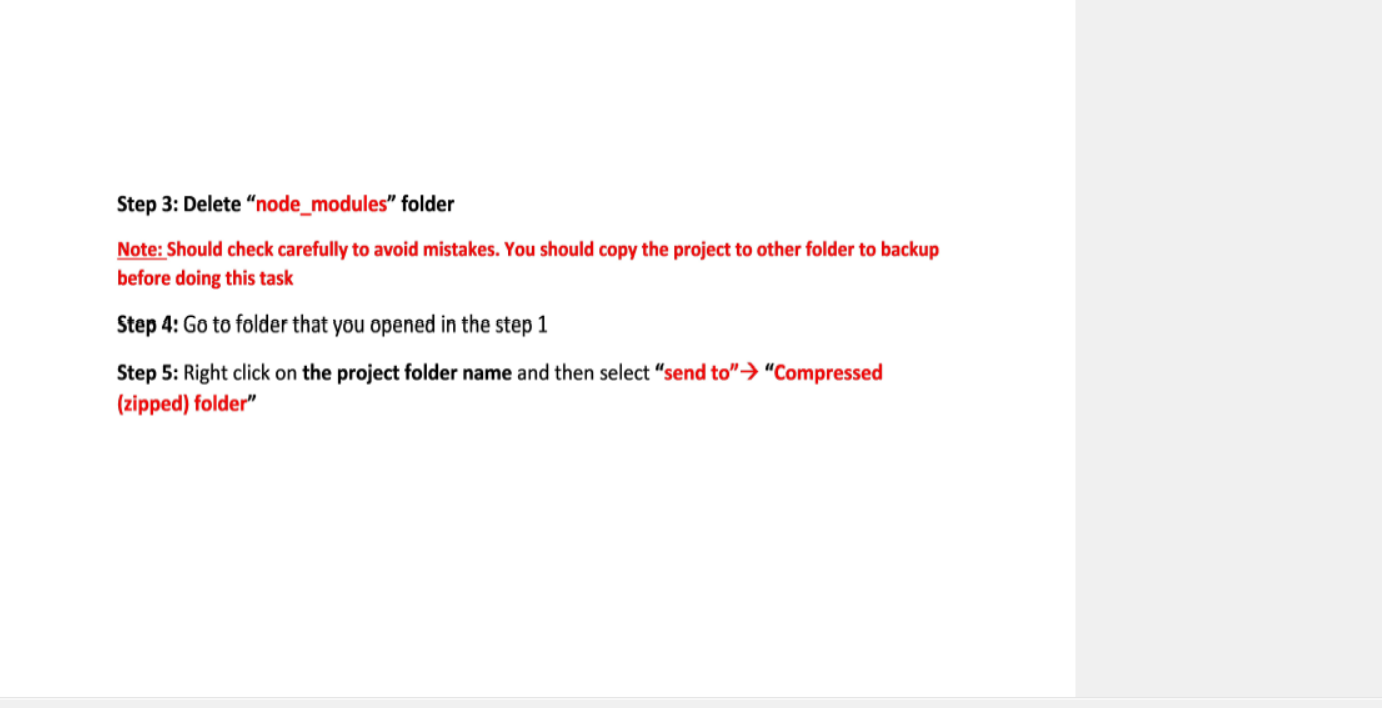 Step 3: Delete “node_modules” folder
Note: Should check carefully to avoid mistakes. You should copy the project to other folder to backup
before doing this task
Step 4: Go to folder that you opened in the step 1
Step 5: Right click on the project folder name and then select “send to”→ “Compressed
(zipped) folder”